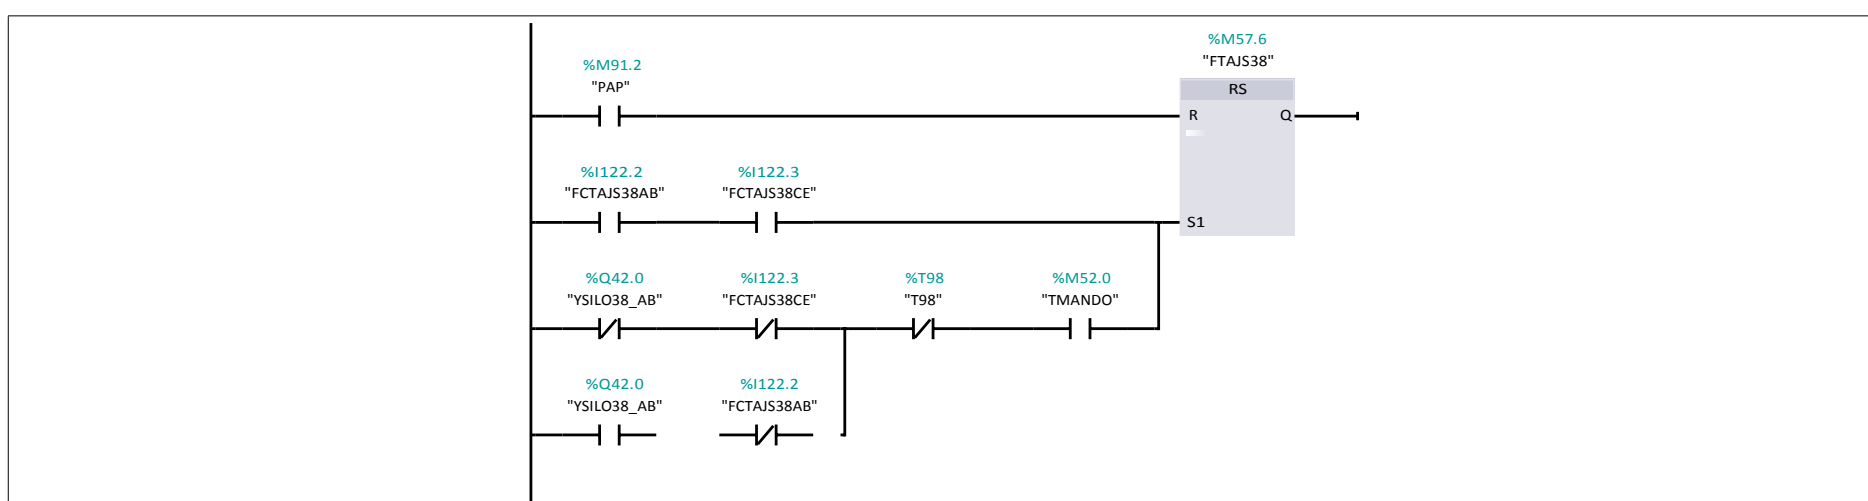 %M57.6
"FTAJS38"
%M91.2
"PAP"
RS
R Q
%I122.2 %I122.3
"FCTAJS38AB" "FCTAJS38CE"
S1
%Q42.0 %I122.3 %T98 %M52.0
"YSILO38_AB" "FCTAJS38CE" "T98" "TMANDO"
%Q42.0 %I122.2
"YSILO38_AB" "FCTAJS38AB"